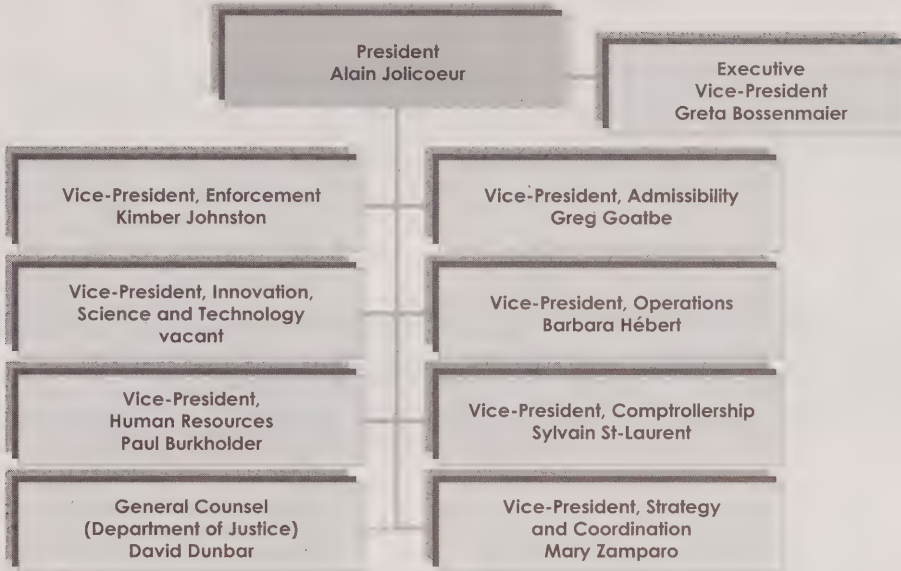 President
Alain Jolicoeur
Executive
Vice-President
Greta Bossenmaier
Vice-President, Enforcement
Kimber Johnston
Vice-President, Admissibility
Greg Goatbe
Vice-President, Innovation,
Science and Technology
vacant
Vice-President, Operations
Barbara Hébert
Vice-President,
Human Resources
Paul Burkholder
Vice-President, Comptrollership
Sylvain St-Laurent
General Counsel
(Department of Justice)
David Dunbar
Vice-President, Strategy
and Coordination
Mary Zamparo